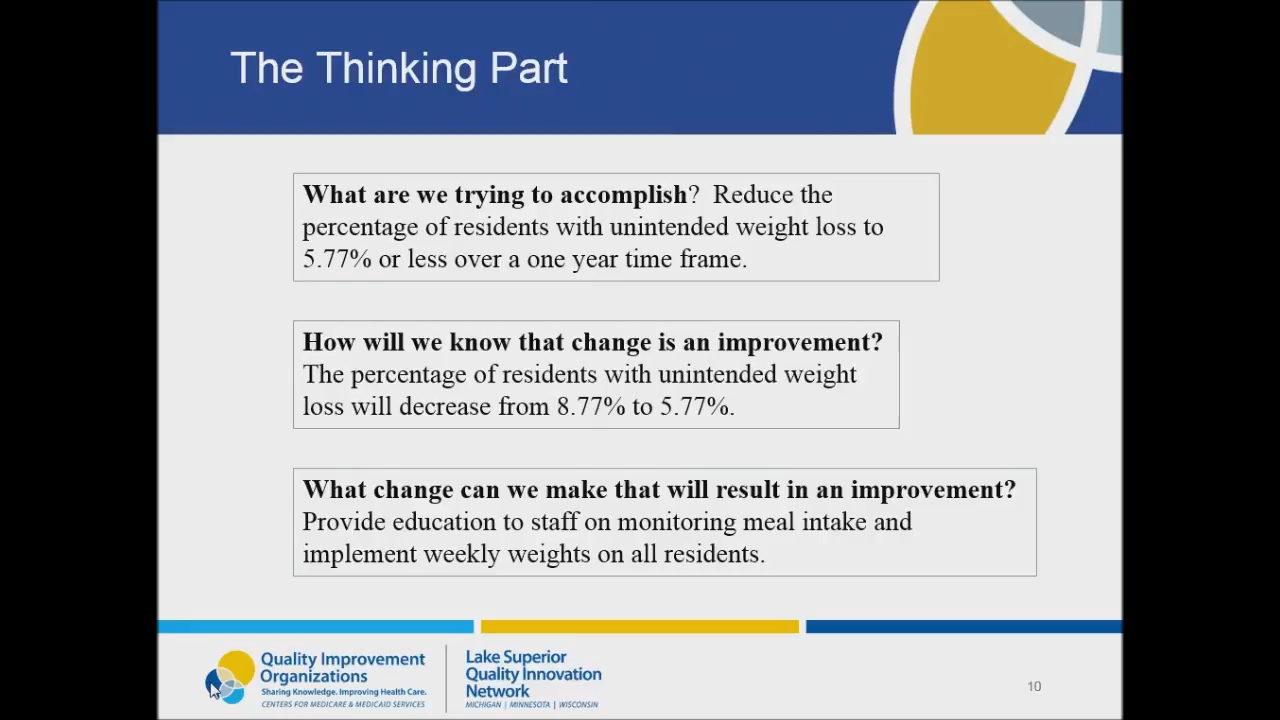 The Thinking Part
What are we trying to accomplish? Reduce the
percentage of residents with unintended weight loss to
5.77% or less over a one year time frame.
How will we know that change is an improvement?
The percentage of residents with unintended weight
loss will decrease from 8.77% to 5.77%.
What change can we make that will result in an improvement?
Provide education to staff on monitoring meal intake and
implement weekly weights on all residents.
Quality Improvement
Organizations
Sharing Knowledge. Improving Health Care.
CENTERS FOR MEDICARE & MEDICAID SERVICES
Lake Superior
Quality Innovation
Network
MICHIGAN | MINNESOTA | WISCONSIN
10